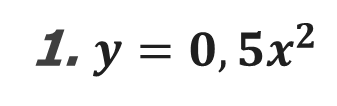 1. y = 0,5x²